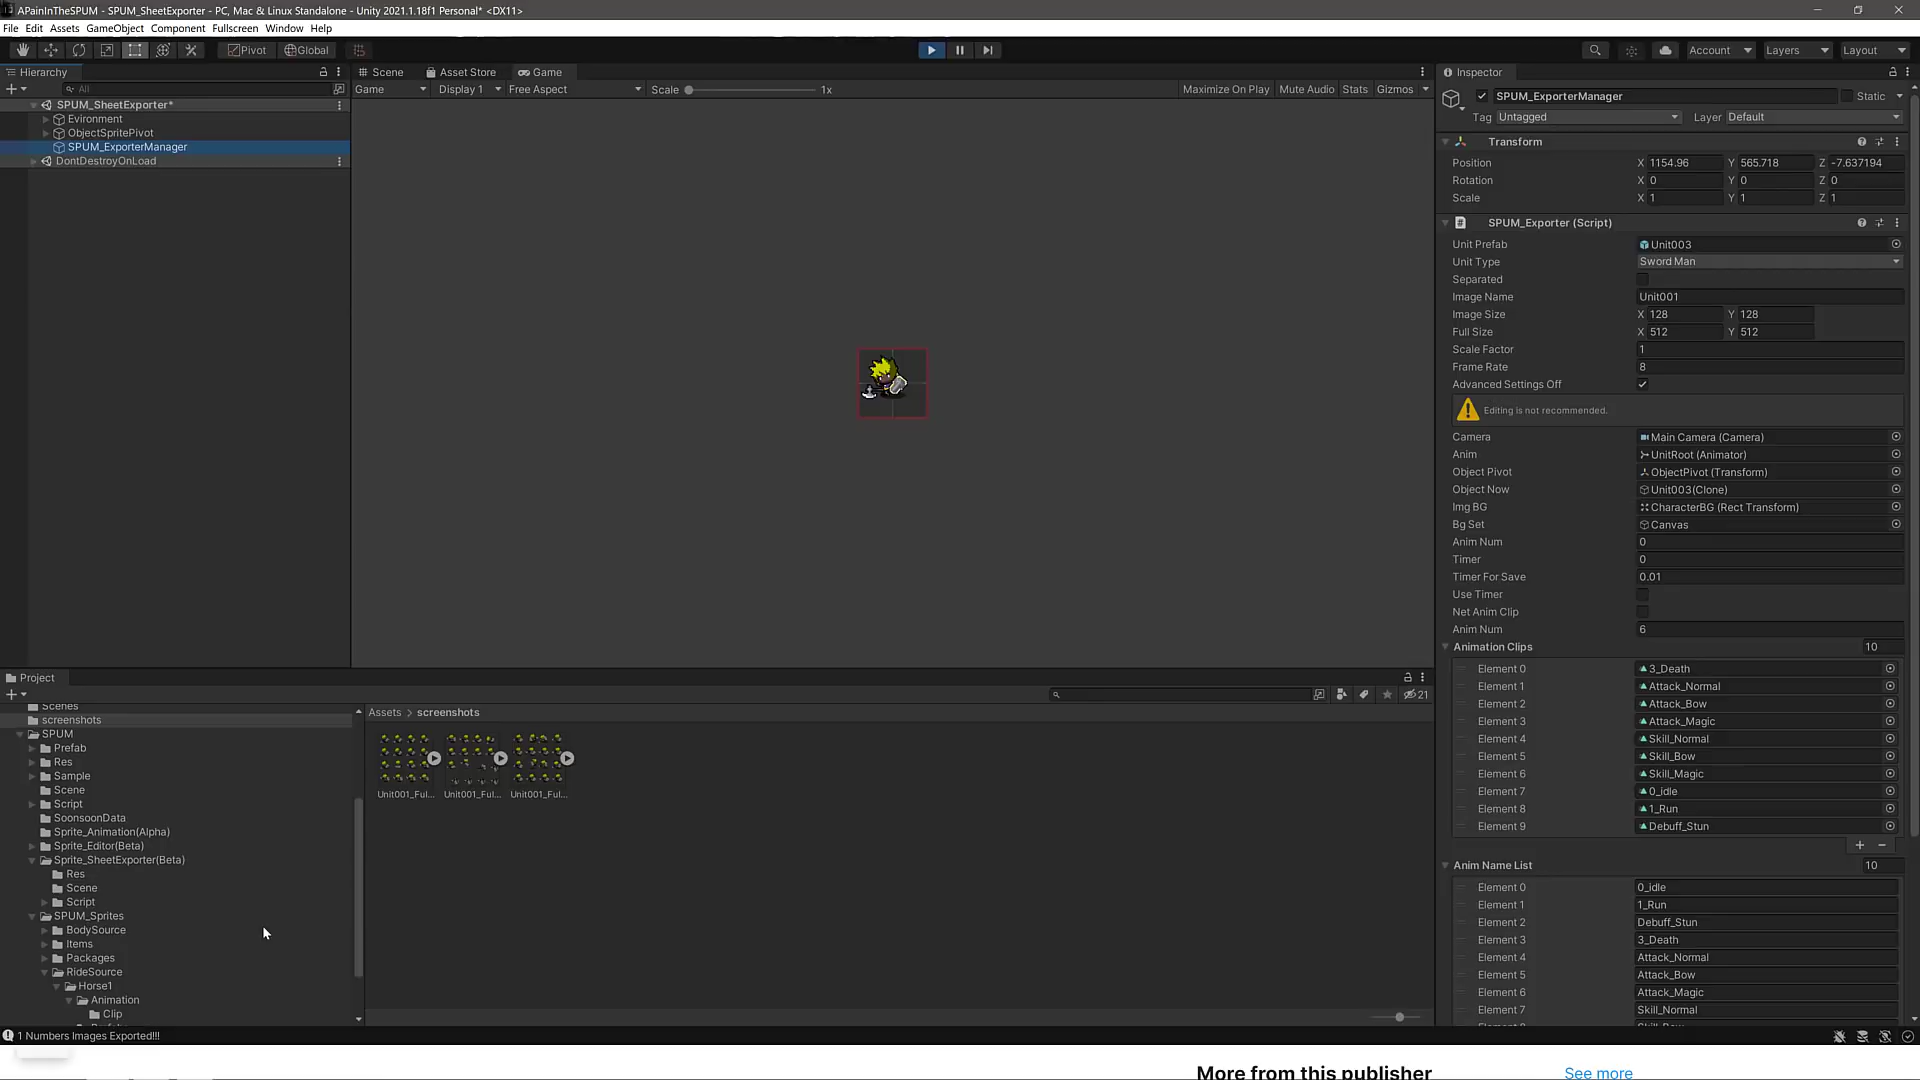 APainInTheSPUM - SPUM_SheetExporter - PC, Mac & Linux Standalone - Unity 2021.1.18f1 Personal* <DX11>
File Edit Assets GameObject Component Fullscreen Window Help
Pivot Global
Account Layers Layout
Hierarchy
All
SPUM_SheetExporter*
Evironment
ObjectSpritePivot
SPUM_ExporterManager
DontDestroyOnLoad
Scene Asset Store Game
Game Display 1 Free Aspect Scale 1x Maximize On Play Mute Audio Stats Gizmos
Inspector
SPUM_ExporterManager Static
Tag Untagged Layer Default
Transform
Position X 1154.96 Y 565.718 Z -7.637194
Rotation X 0 Y 0 Z 0
Scale X 1 Y 1 Z 1
SPUM_Exporter (Script)
Unit Prefab Unit003
Unit Type Sword Man
Separated
Image Name Unit001
Image Size X 128 Y 128
Full Size X 512 Y 512
Scale Factor 1
Frame Rate 8
Advanced Settings Off
Editing is not recommended.
Camera Main Camera (Camera)
Anim UnitRoot (Animator)
Object Pivot ObjectPivot (Transform)
Object Now Unit003(Clone)
Img BG CharacterBG (Rect Transform)
Bg Set Canvas
Anim Num 0
Timer 0
Timer For Save 0.01
Use Timer
Net Anim Clip
Anim Num 6
Animation Clips 10
Element 0 3_Death
Element 1 Attack_Normal
Element 2 Attack_Bow
Element 3 Attack_Magic
Element 4 Skill_Normal
Element 5 Skill_Bow
Element 6 Skill_Magic
Element 7 0_idle
Element 8 1_Run
Element 9 Debuff_Stun
+ -
Anim Name List 10
Element 0 0_idle
Element 1 1_Run
Element 2 Debuff_Stun
Element 3 3_Death
Element 4 Attack_Normal
Element 5 Attack_Bow
Element 6 Attack_Magic
Element 7 Skill_Normal
Project
21
Scenes
screenshots
SPUM
Prefab
Res
Sample
Scene
Script
SoonsoonData
Sprite_Animation(Alpha)
Sprite_Editor(Beta)
Sprite_SheetExporter(Beta)
Res
Scene
Script
SPUM_Sprites
BodySource
Items
Packages
RideSource
Horse1
Animation
Clip
Assets > screenshots
Unit001_Ful... Unit001_Ful... Unit001_Ful...
1 Numbers Images Exported!!!
More from this publisher See more